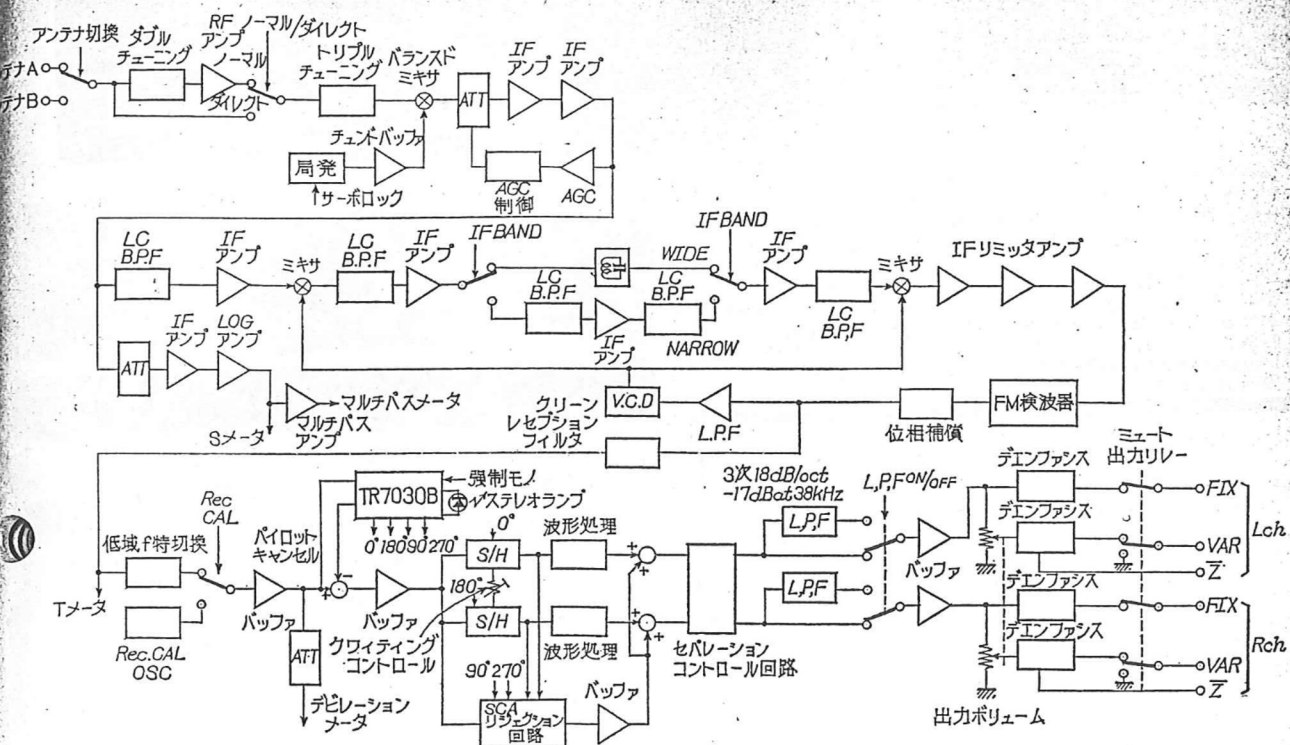 アンテナ切換
ダブル
チューニング
RF
アンプ
ノーマル/ダイレクト
ノーマル
ダイレクト
トリプル
チューニング
バランスド
ミキサ
IF
アンプ
IF
アンプ
テナA
テナB
ATT
チュンドバッファ
局発
サーボロック
AGC
制御
AGC
LC
B.P.F
IF
アンプ
ミキサ
LC
B.P.F
IF
アンプ
IF BAND
WIDE
LC
B.P.F
IF
アンプ
LC
B.P.F
NARROW
IF BAND
IF
アンプ
LC
B.P,F
ミキサ
IFリミッタアンプ
ATT
IF
アンプ
LOG
アンプ
マルチパスメータ
マルチパス
アンプ
Sメータ
V.C.D
L.P.F
位相補償
FM検波器
グリーン
レセプション
フィルタ
Tメータ
低域f特切換
Rec
CAL
Rec.CAL
OSC
パイロット
キャンセル
バッファ
ATT
デビレーション
メータ
TR7030B
強制モノ
ステレオランプ
0° 180° 90° 270°
+
−
バッファ
クワィティング
コントロール
0°
S/H
180°
S/H
90° 270°
SCA
リジェクション
回路
波形処理
波形処理
バッファ
+
+
+
+
セパレーション
コントロール回路
3次18dB/oct
-17dBat38kHz
L,P,F
L,P,F
L,P,F ON/OFF
バッファ
出力ボリューム
デエンファシス
デエンファシス
デエンファシス
デエンファシス
ミュート
出力リレー
FIX
VAR
Z̅
Lch
FIX
VAR
Z̅
Rch